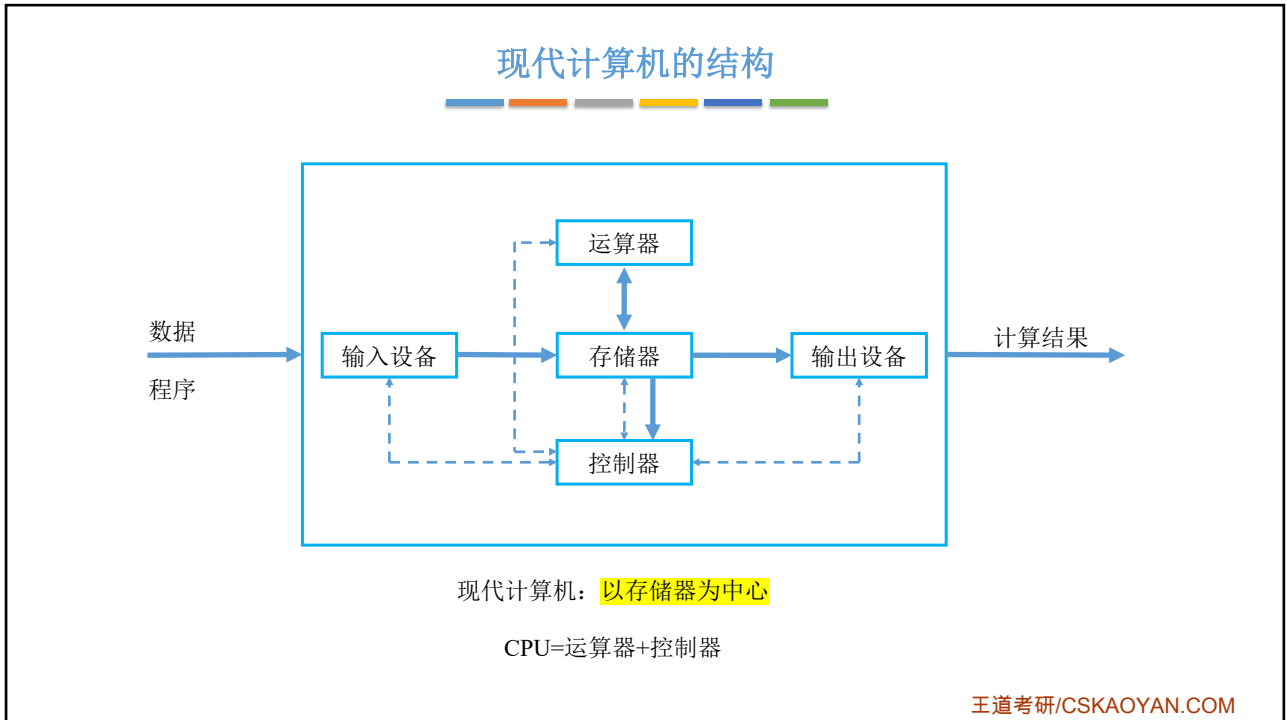 现代计算机的结构
运算器
数据
输入设备
存储器
输出设备
计算结果
程序
控制器
现代计算机：以存储器为中心
CPU=运算器+控制器
王道考研/CSKAOYAN.COM